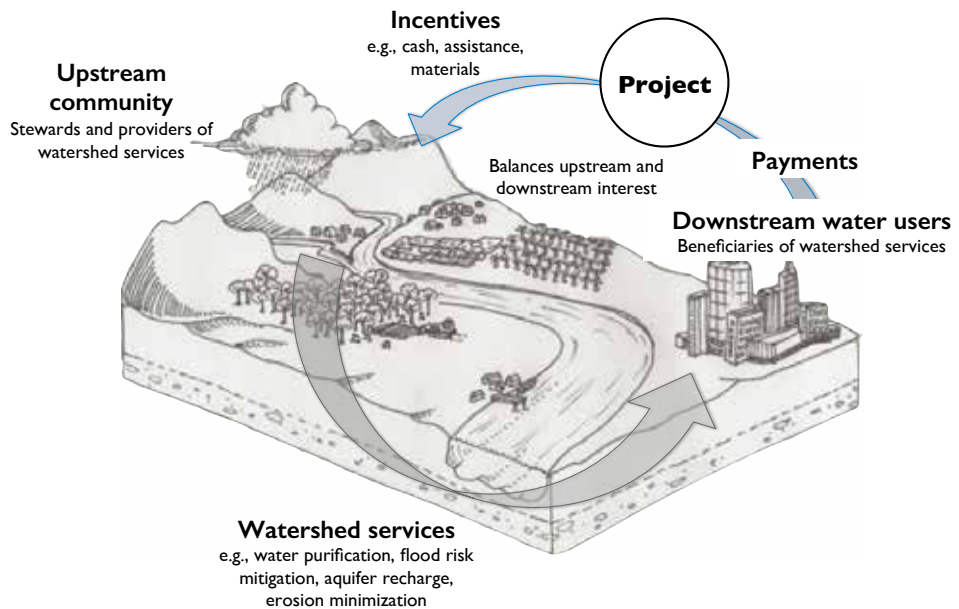 Incentives
e.g., cash, assistance,
materials
Project
Upstream
community
Stewards and providers of
watershed services
Balances upstream and
downstream interest
Payments
Downstream water users
Beneficiaries of watershed services
Watershed services
e.g., water purification, flood risk
mitigation, aquifer recharge,
erosion minimization